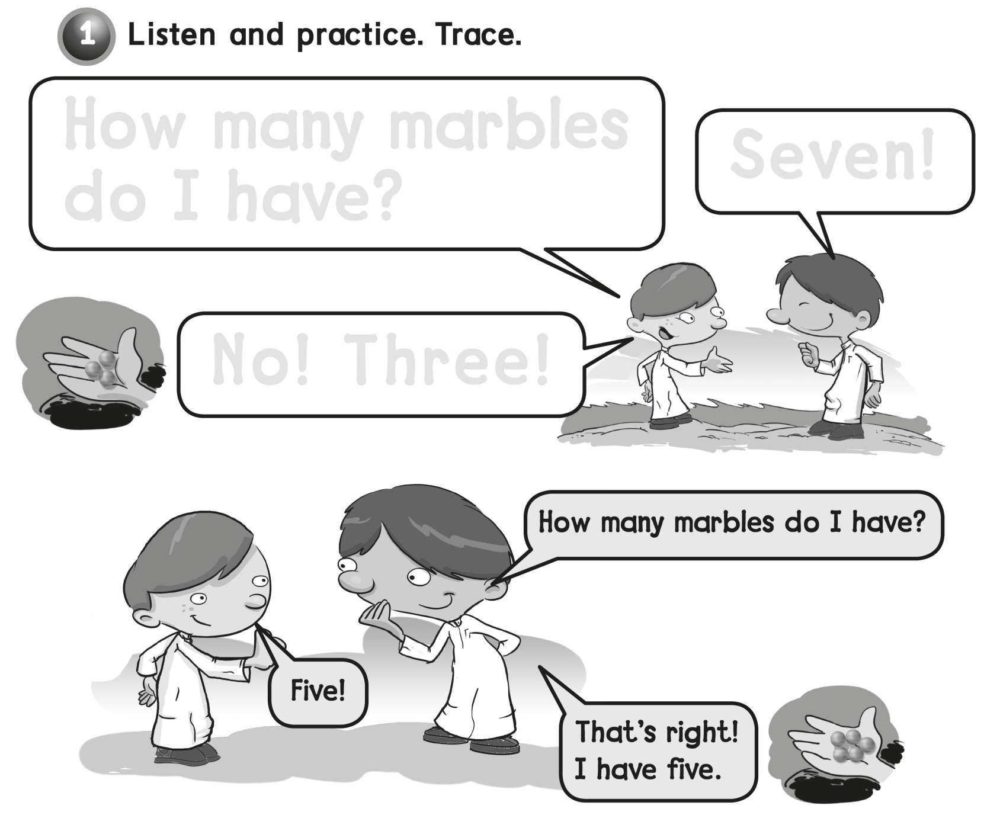 1 Listen and practice. Trace.
How many marbles
do I have?
Seven!
No! Three!
How many marbles do I have?
Five!
That's right!
I have five.